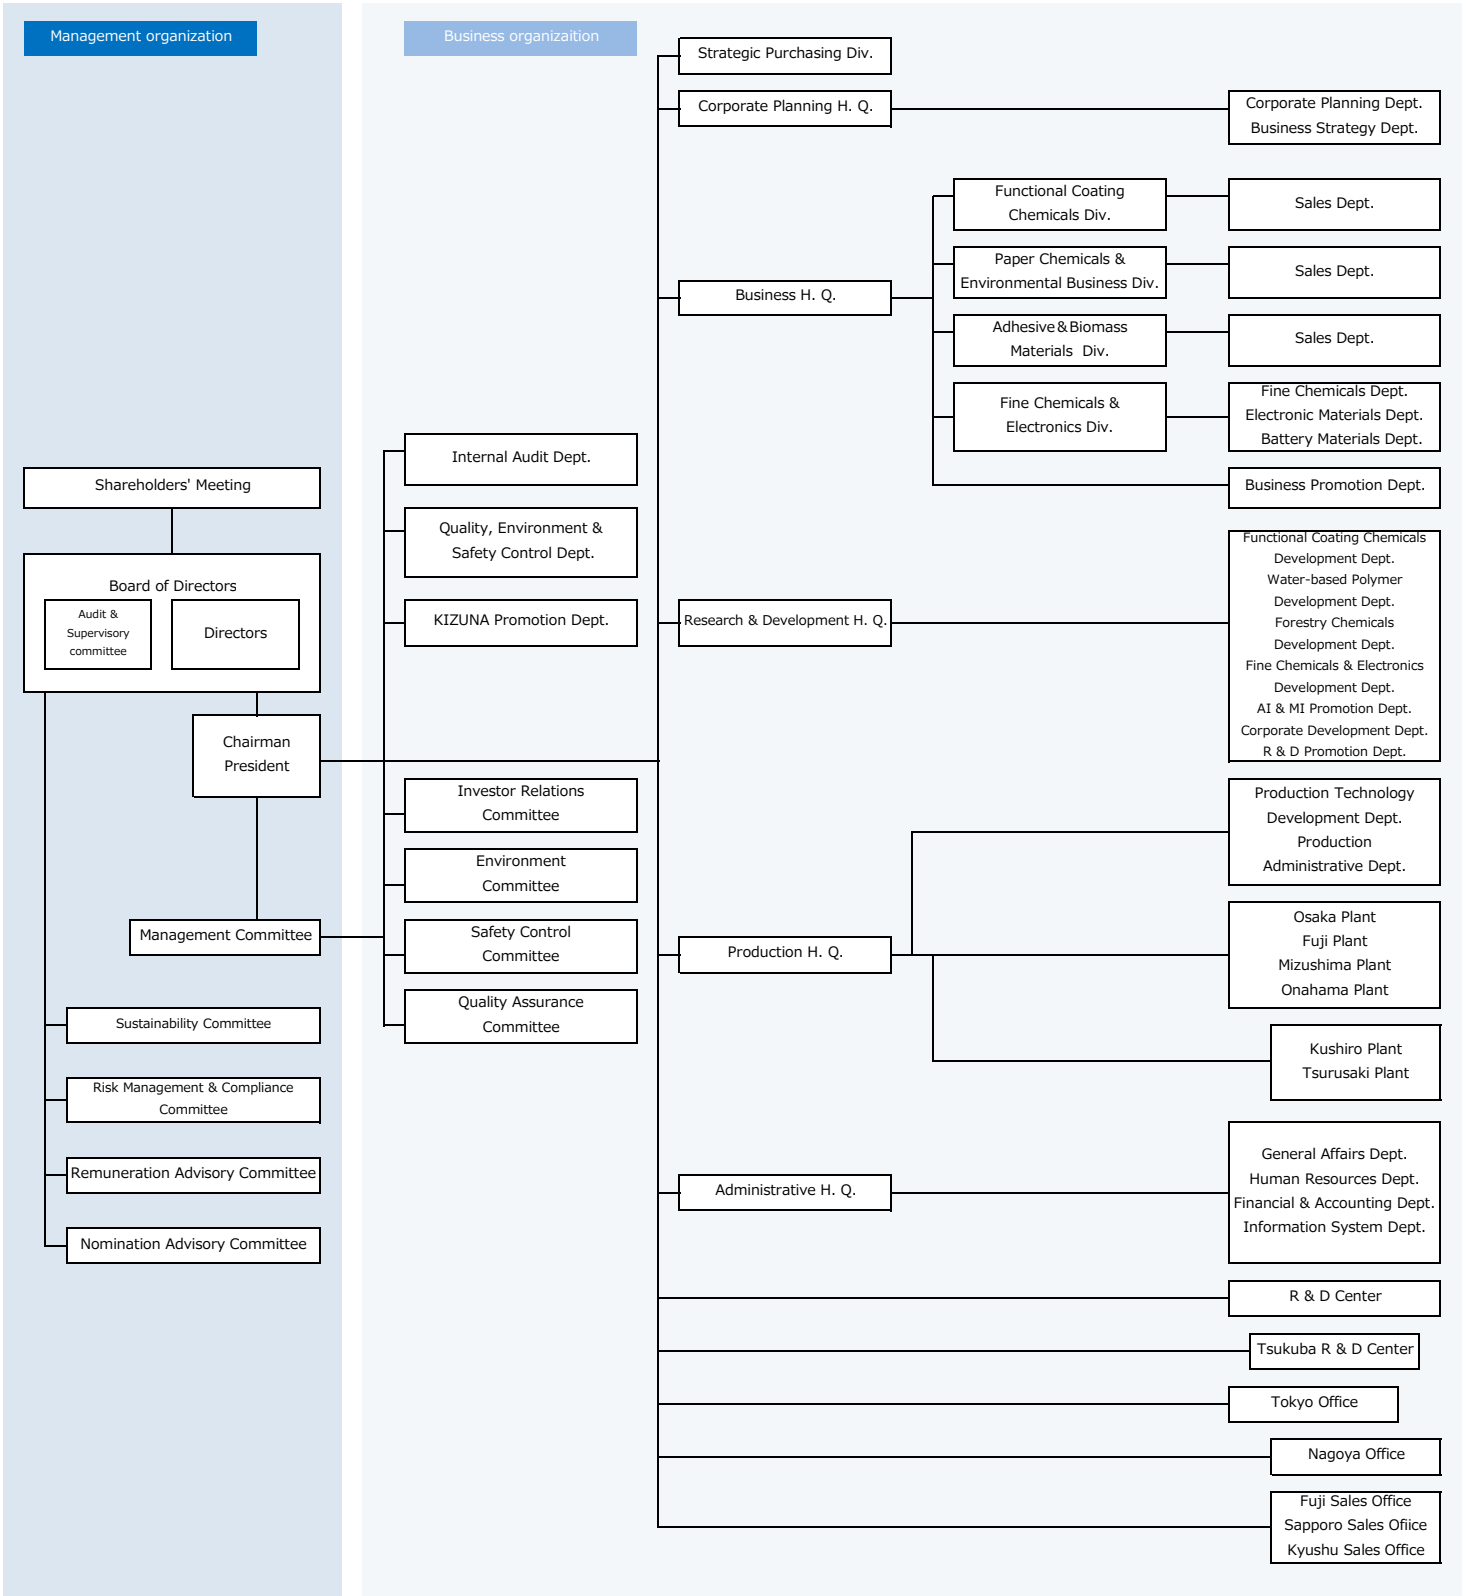 Management organization
Business organizaition
Strategic Purchasing Div.
Corporate Planning H. Q.
Corporate Planning Dept.
Business Strategy Dept.
Functional Coating
Chemicals Div.
Sales Dept.
Paper Chemicals &
Environmental Business Div.
Sales Dept.
Business H. Q.
Adhesive&Biomass
Materials Div.
Sales Dept.
Fine Chemicals &
Electronics Div.
Fine Chemicals Dept.
Electronic Materials Dept.
Battery Materials Dept.
Business Promotion Dept.
Internal Audit Dept.
Quality, Environment &
Safety Control Dept.
KIZUNA Promotion Dept.
Shareholders' Meeting
Board of Directors
Audit &
Supervisory
committee
Directors
Chairman
President
Management Committee
Sustainability Committee
Risk Management & Compliance
Committee
Remuneration Advisory Committee
Nomination Advisory Committee
Investor Relations
Committee
Environment
Committee
Safety Control
Committee
Quality Assurance
Committee
Research & Development H. Q.
Functional Coating Chemicals
Development Dept.
Water-based Polymer
Development Dept.
Forestry Chemicals
Development Dept.
Fine Chemicals & Electronics
Development Dept.
AI & MI Promotion Dept.
Corporate Development Dept.
R & D Promotion Dept.
Production H. Q.
Production Technology
Development Dept.
Production
Administrative Dept.
Osaka Plant
Fuji Plant
Mizushima Plant
Onahama Plant
Kushiro Plant
Tsurusaki Plant
Administrative H. Q.
General Affairs Dept.
Human Resources Dept.
Financial & Accounting Dept.
Information System Dept.
R & D Center
Tsukuba R & D Center
Tokyo Office
Nagoya Office
Fuji Sales Office
Sapporo Sales Ofiice
Kyushu Sales Office